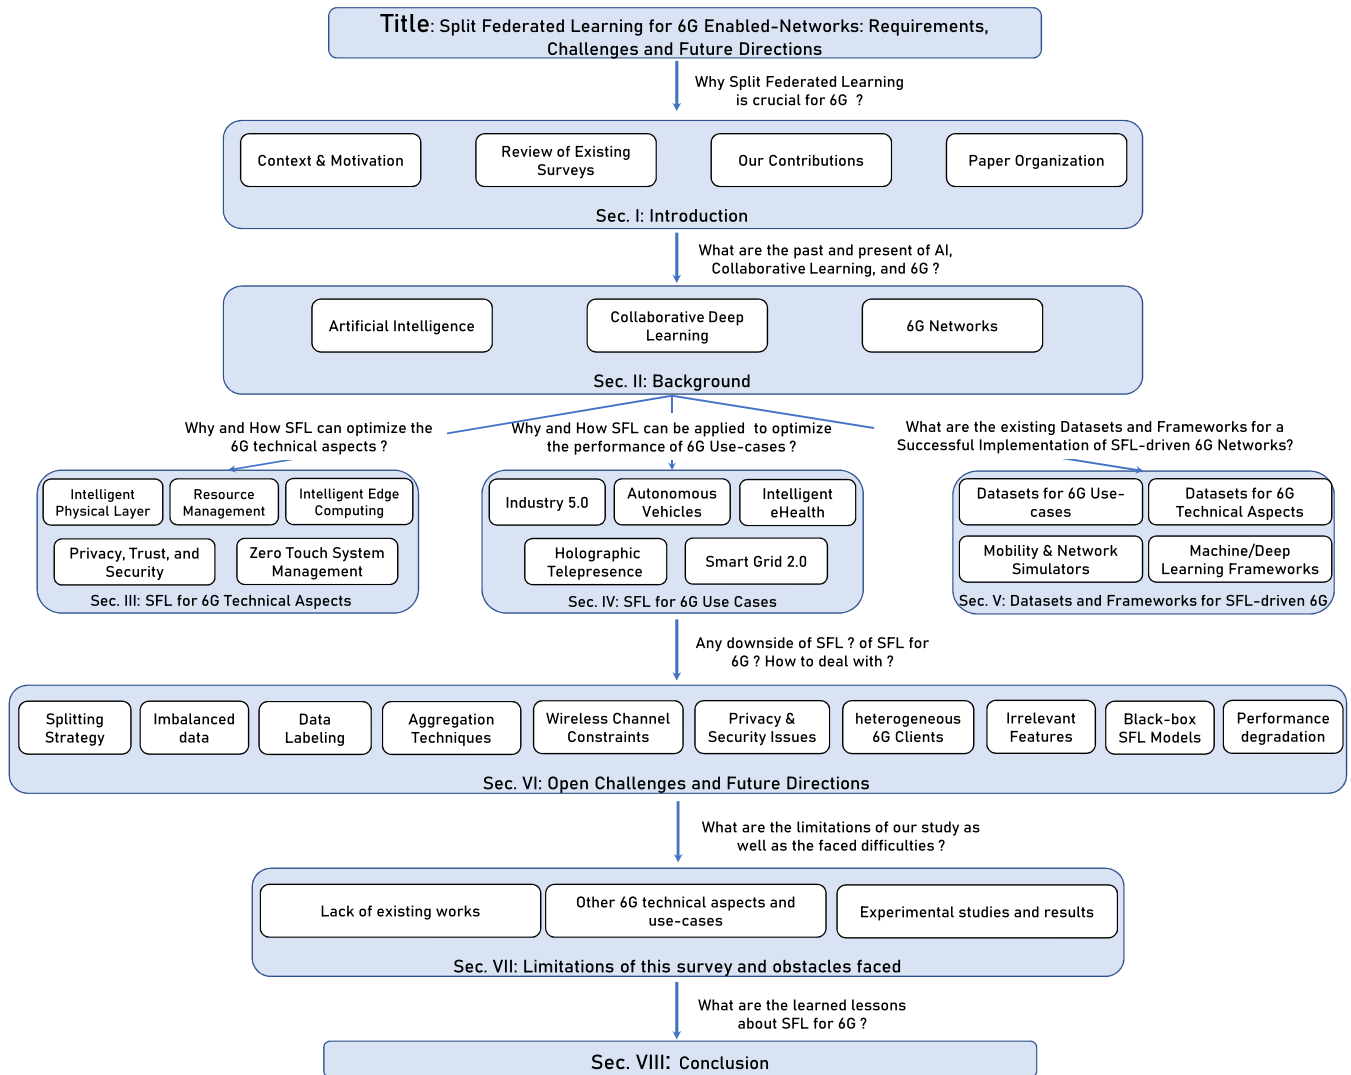 Title: Split Federated Learning for 6G Enabled-Networks: Requirements,
Challenges and Future Directions
Why Split Federated Learning
is crucial for 6G ?
Context & Motivation
Review of Existing
Surveys
Our Contributions
Paper Organization
Sec. I: Introduction
What are the past and present of AI,
Collaborative Learning, and 6G ?
Artificial Intelligence
Collaborative Deep
Learning
6G Networks
Sec. II: Background
Why and How SFL can optimize the
6G technical aspects ?
Why and How SFL can be applied to optimize
the performance of 6G Use-cases ?
What are the existing Datasets and Frameworks for a
Successful Implementation of SFL-driven 6G Networks?
Intelligent
Physical Layer
Resource
Management
Intelligent Edge
Computing
Privacy, Trust, and
Security
Zero Touch System
Management
Sec. III: SFL for 6G Technical Aspects
Industry 5.0
Autonomous
Vehicles
Intelligent
eHealth
Holographic
Telepresence
Smart Grid 2.0
Sec. IV: SFL for 6G Use Cases
Datasets for 6G Use-
cases
Datasets for 6G
Technical Aspects
Mobility & Network
Simulators
Machine/Deep
Learning Frameworks
Sec. V: Datasets and Frameworks for SFL-driven 6G
Any downside of SFL ? of SFL for
6G ? How to deal with ?
Splitting
Strategy
Imbalanced
data
Data
Labeling
Aggregation
Techniques
Wireless Channel
Constraints
Privacy &
Security Issues
heterogeneous
6G Clients
Irrelevant
Features
Black-box
SFL Models
Performance
degradation
Sec. VI: Open Challenges and Future Directions
What are the limitations of our study as
well as the faced difficulties ?
Lack of existing works
Other 6G technical aspects and
use-cases
Experimental studies and results
Sec. VII: Limitations of this survey and obstacles faced
What are the learned lessons
about SFL for 6G ?
Sec. VIII: Conclusion